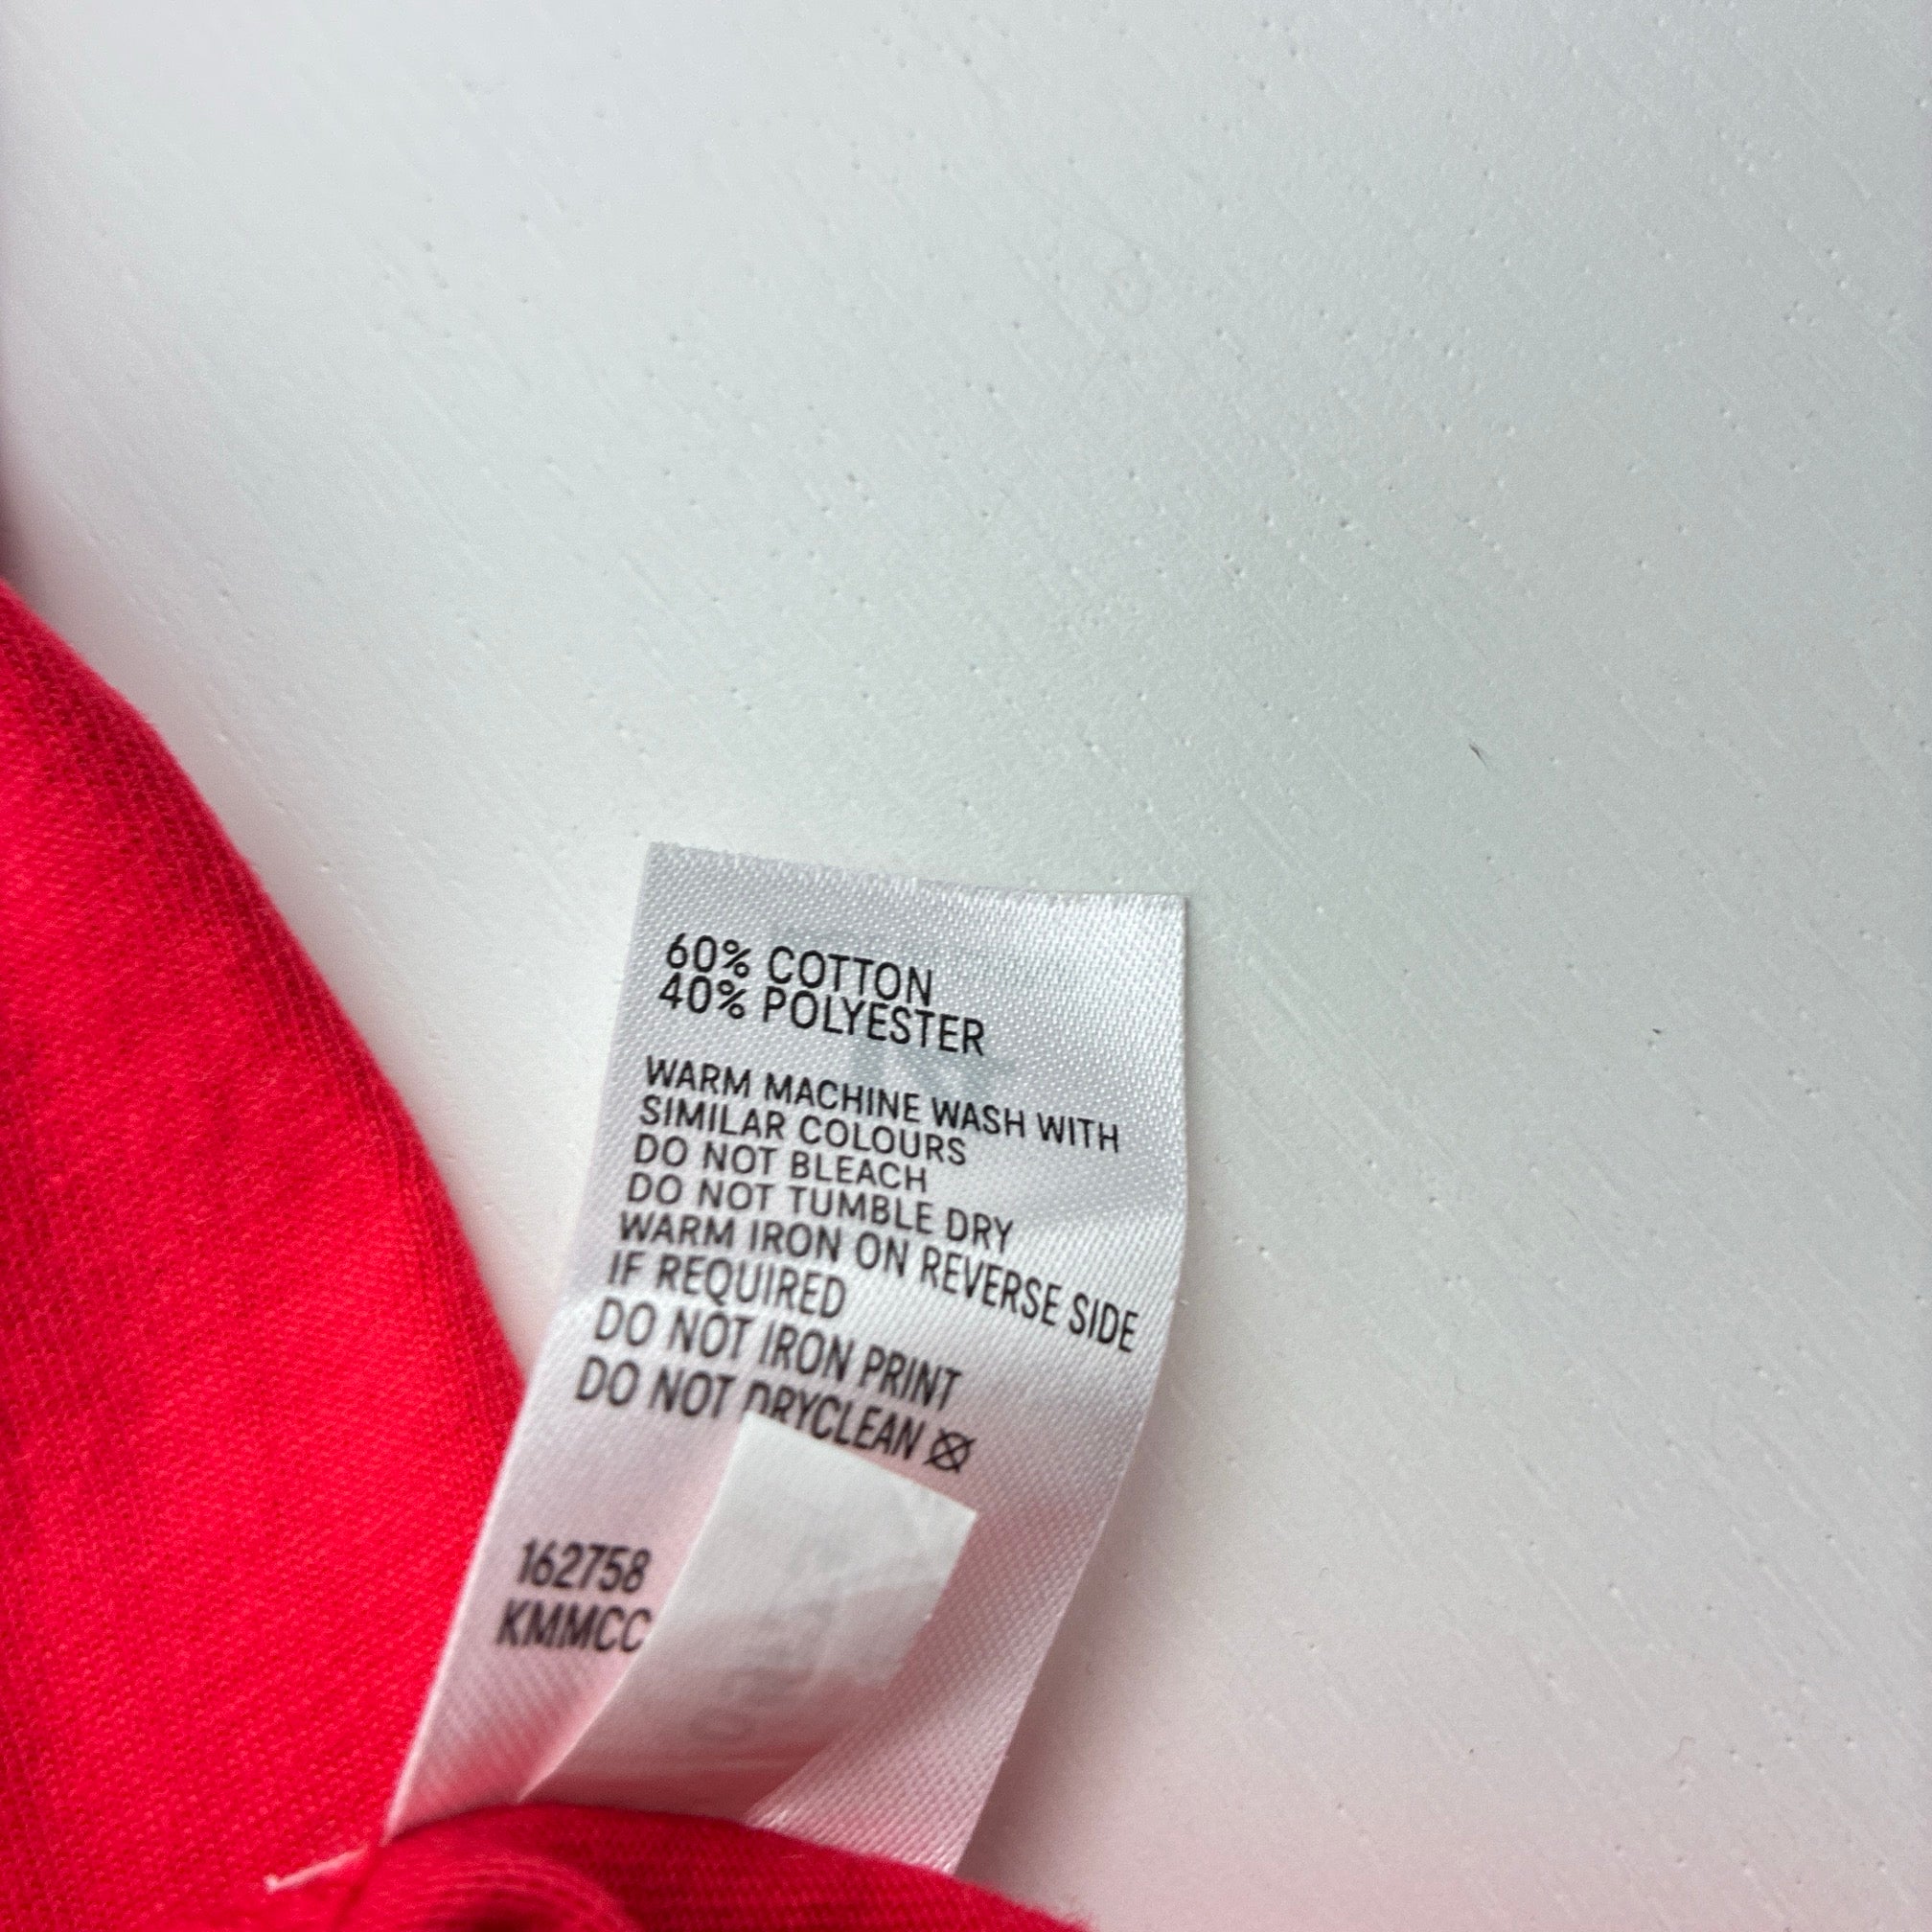 60% COTTON
40% POLYESTER
WARM MACHINE WASH WITH
SIMILAR COLOURS
DO NOT BLEACH
DO NOT TUMBLE DRY
WARM IRON ON REVERSE SIDE
IF REQUIRED
DO NOT IRON PRINT
DO NOT DRYCLEAN
162758
KMMCC